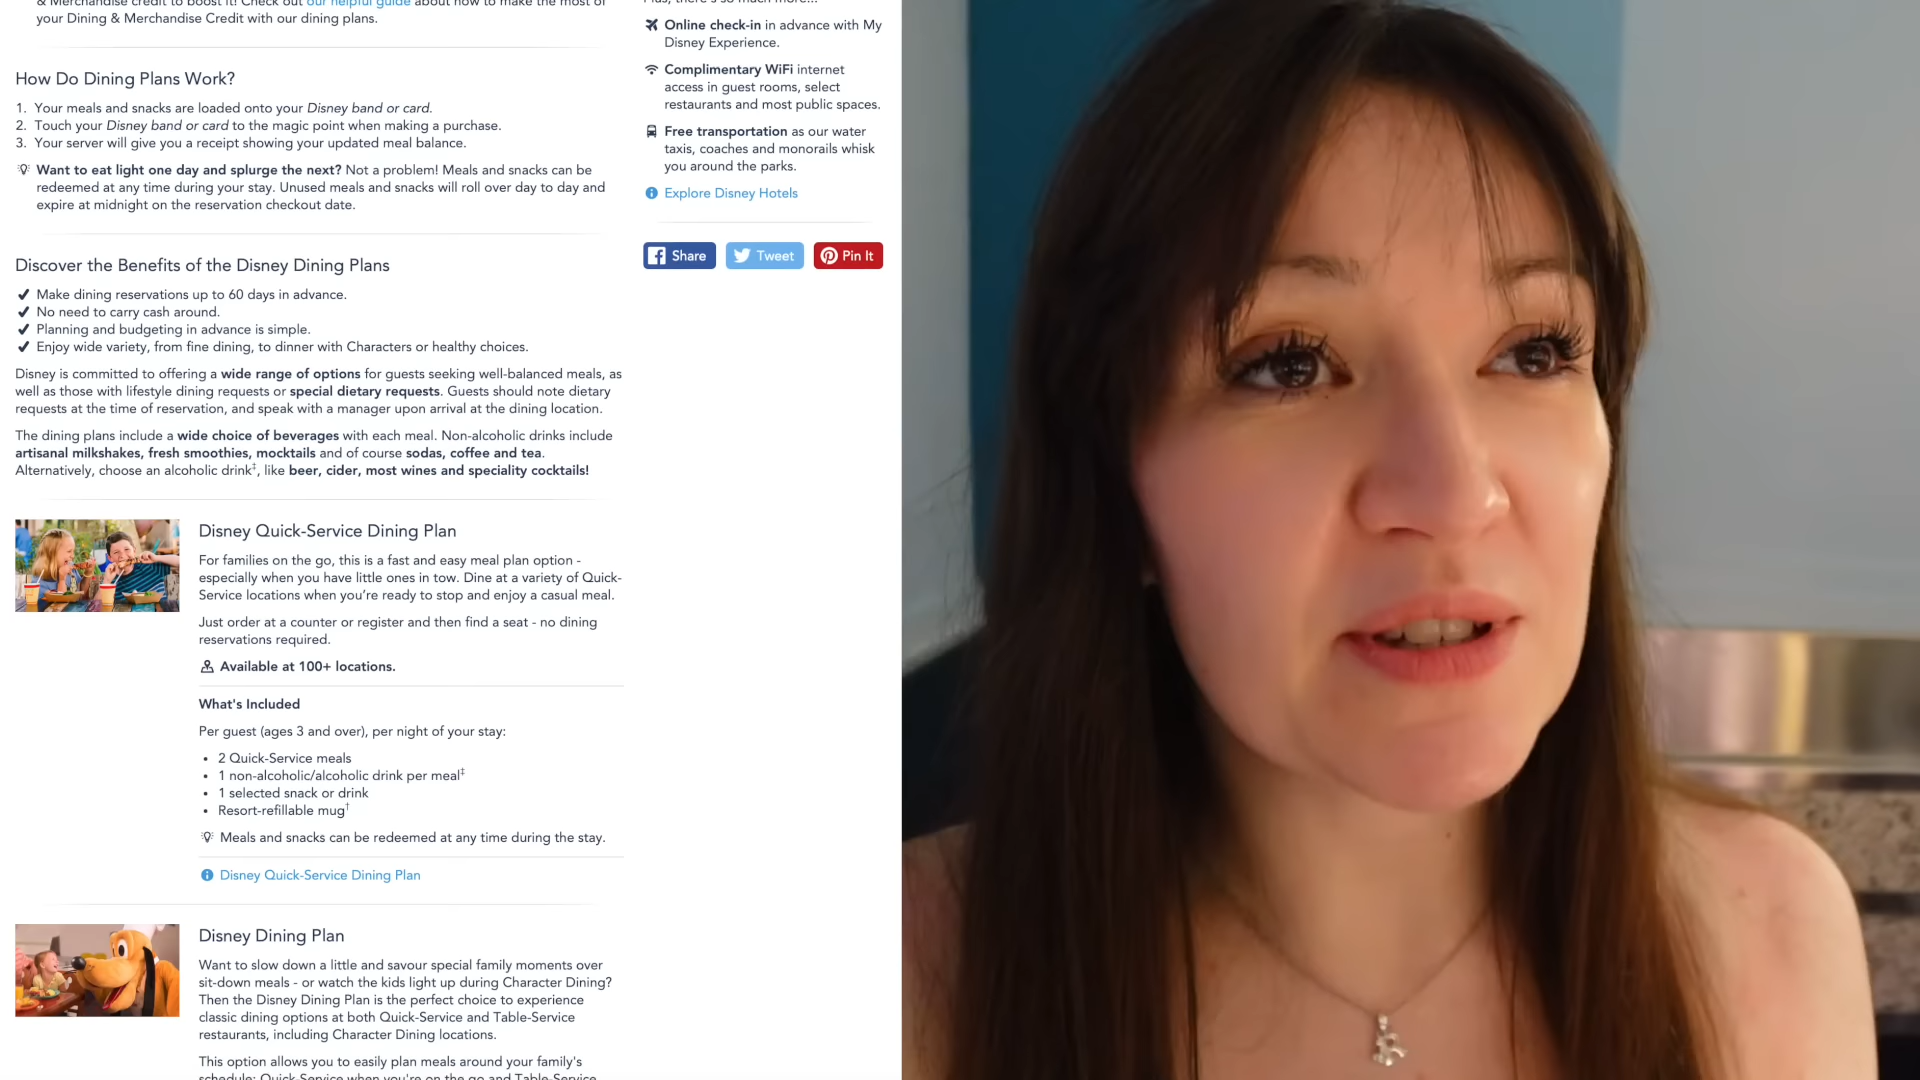 & Merchandise credit to boost it! Check out our helpful guide about how to make the most of
your Dining & Merchandise Credit with our dining plans.
How Do Dining Plans Work?
1. Your meals and snacks are loaded onto your Disney band or card.
2. Touch your Disney band or card to the magic point when making a purchase.
3. Your server will give you a receipt showing your updated meal balance.
Want to eat light one day and splurge the next? Not a problem! Meals and snacks can be
redeemed at any time during your stay. Unused meals and snacks will roll over day to day and
expire at midnight on the reservation checkout date.
Discover the Benefits of the Disney Dining Plans
✔ Make dining reservations up to 60 days in advance.
✔ No need to carry cash around.
✔ Planning and budgeting in advance is simple.
✔ Enjoy wide variety, from fine dining, to dinner with Characters or healthy choices.
Disney is committed to offering a wide range of options for guests seeking well-balanced meals, as
well as those with lifestyle dining requests or special dietary requests. Guests should note dietary
requests at the time of reservation, and speak with a manager upon arrival at the dining location.
The dining plans include a wide choice of beverages with each meal. Non-alcoholic drinks include
artisanal milkshakes, fresh smoothies, mocktails and of course sodas, coffee and tea.
Alternatively, choose an alcoholic drink‡, like beer, cider, most wines and speciality cocktails!
Disney Quick-Service Dining Plan
For families on the go, this is a fast and easy meal plan option -
especially when you have little ones in tow. Dine at a variety of Quick-
Service locations when you're ready to stop and enjoy a casual meal.
Just order at a counter or register and then find a seat - no dining
reservations required.
Available at 100+ locations.
What's Included
Per guest (ages 3 and over), per night of your stay:
• 2 Quick-Service meals
• 1 non-alcoholic/alcoholic drink per meal‡
• 1 selected snack or drink
• Resort-refillable mug†
Meals and snacks can be redeemed at any time during the stay.
Disney Quick-Service Dining Plan
Disney Dining Plan
Want to slow down a little and savour special family moments over
sit-down meals - or watch the kids light up during Character Dining?
Then the Disney Dining Plan is the perfect choice to experience
classic dining options at both Quick-Service and Table-Service
restaurants, including Character Dining locations.
This option allows you to easily plan meals around your family's
schedule: Quick-Service when you're on the go and Table-Service
Plus, there's so much more...
Online check-in in advance with My
Disney Experience.
Complimentary WiFi internet
access in guest rooms, select
restaurants and most public spaces.
Free transportation as our water
taxis, coaches and monorails whisk
you around the parks.
Explore Disney Hotels
Share
Tweet
Pin It